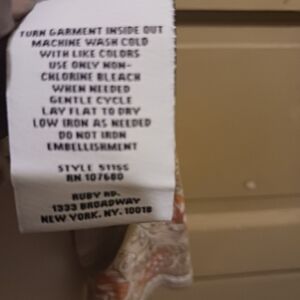 TURN GARMENT INSIDE OUT
MACHINE WASH COLD
WITH LIKE COLORS
USE ONLY NON-
CHLORINE BLEACH
WHEN NEEDED
GENTLE CYCLE
LAY FLAT TO DRY
LOW IRON AS NEEDED
DO NOT IRON
EMBELLISHMENT
STYLE 51155
RN 107680
RUBY RD.
1333 BROADWAY
NEW YORK, NY. 10018